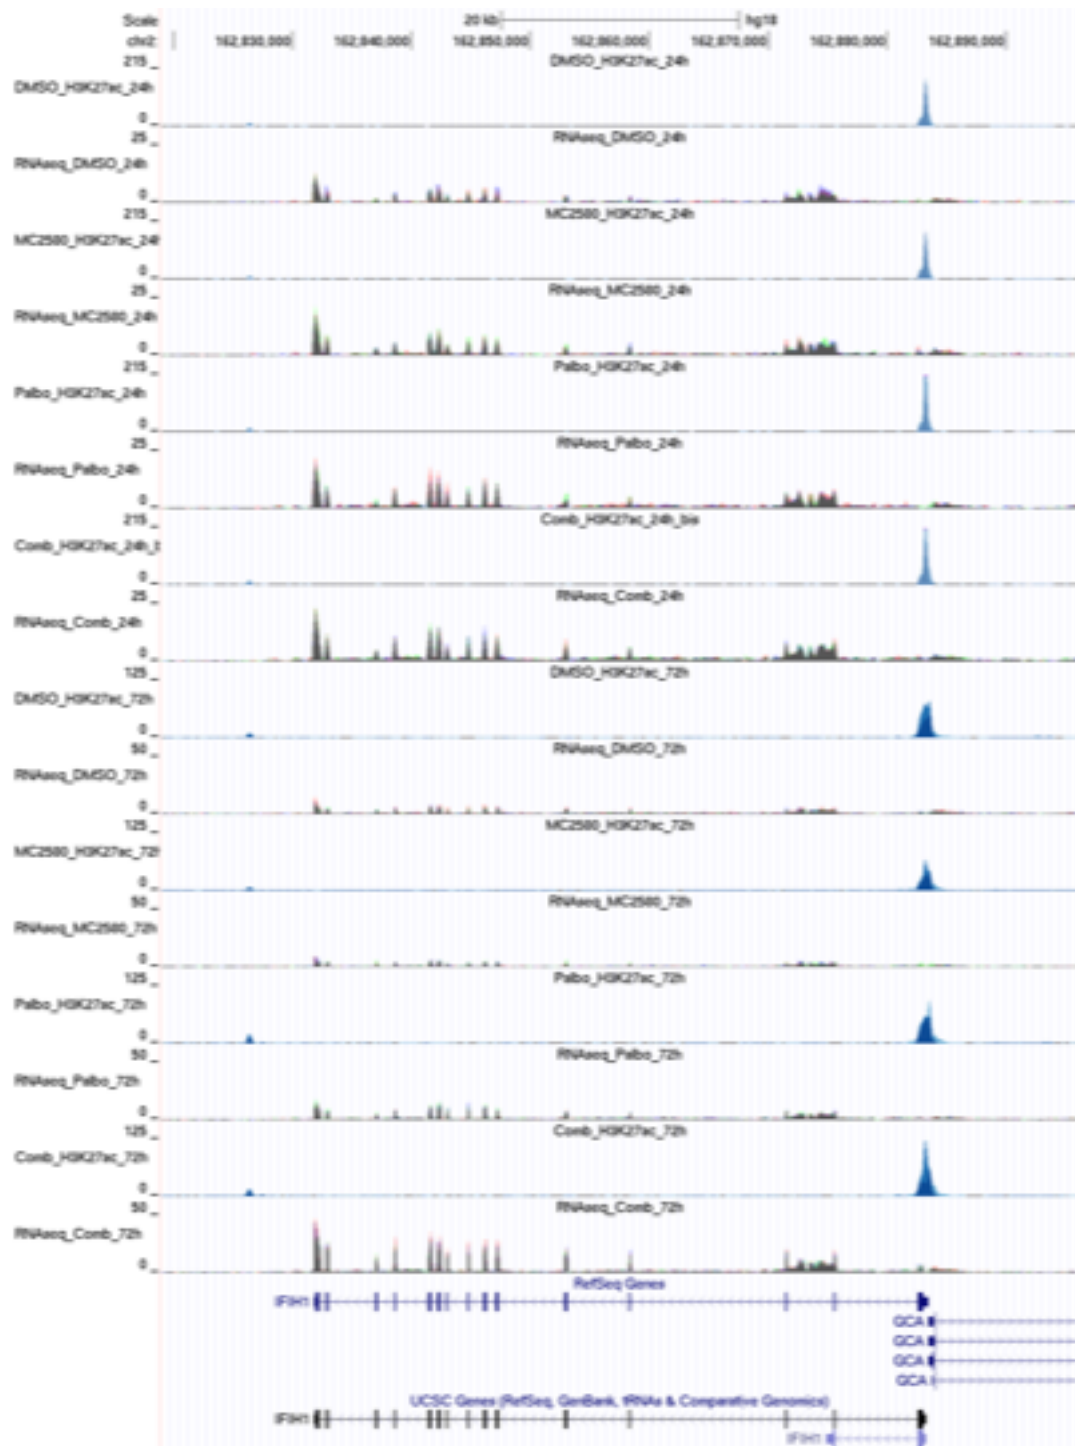 Scale 20 kb hg18
chr2: 162,830,000 162,840,000 162,850,000 162,860,000 162,870,000 162,880,000 162,890,000
DMSO_H3K27ac_24h
215
DMSO_H3K27ac_24h
0
RNAseq_DMSO_24h
25
RNAseq_DMSO_24h
0
MC2580_H3K27ac_24h
215
MC2580_H3K27ac_24h
0
RNAseq_MC2580_24h
25
RNAseq_MC2580_24h
0
Palbo_H3K27ac_24h
215
Palbo_H3K27ac_24h
0
RNAseq_Palbo_24h
25
RNAseq_Palbo_24h
0
Comb_H3K27ac_24h_bis
215
Comb_H3K27ac_24h_b
0
RNAseq_Comb_24h
25
RNAseq_Comb_24h
0
DMSO_H3K27ac_72h
125
DMSO_H3K27ac_72h
0
RNAseq_DMSO_72h
50
RNAseq_DMSO_72h
0
MC2580_H3K27ac_72h
125
MC2580_H3K27ac_72h
0
RNAseq_MC2580_72h
50
RNAseq_MC2580_72h
0
Palbo_H3K27ac_72h
125
Palbo_H3K27ac_72h
0
RNAseq_Palbo_72h
50
RNAseq_Palbo_72h
0
Comb_H3K27ac_72h
125
Comb_H3K27ac_72h
0
RNAseq_Comb_72h
50
RNAseq_Comb_72h
0
RefSeq Genes
IFIH1
GCA
GCA
GCA
GCA
UCSC Genes (RefSeq, GenBank, tRNAs & Comparative Genomics)
IFIH1
IFIH1